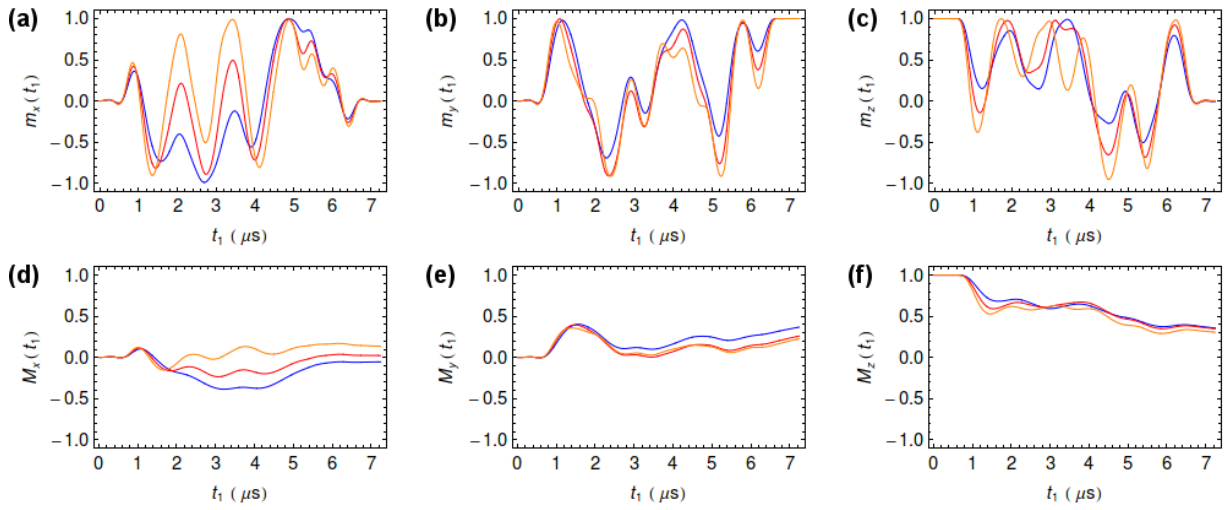 (a) (b) (c)
1.0 1.0 1.0
0.5 0.5 0.5
m_x(t_1) 0.0 m_y(t_1) 0.0 m_z(t_1) 0.0
−0.5 −0.5 −0.5
−1.0 −1.0 −1.0
0 1 2 3 4 5 6 7 0 1 2 3 4 5 6 7 0 1 2 3 4 5 6 7
t_1 (μs) t_1 (μs) t_1 (μs)
(d) (e) (f)
1.0 1.0 1.0
0.5 0.5 0.5
M_x(t_1) 0.0 M_y(t_1) 0.0 M_z(t_1) 0.0
−0.5 −0.5 −0.5
−1.0 −1.0 −1.0
0 1 2 3 4 5 6 7 0 1 2 3 4 5 6 7 0 1 2 3 4 5 6 7
t_1 (μs) t_1 (μs) t_1 (μs)